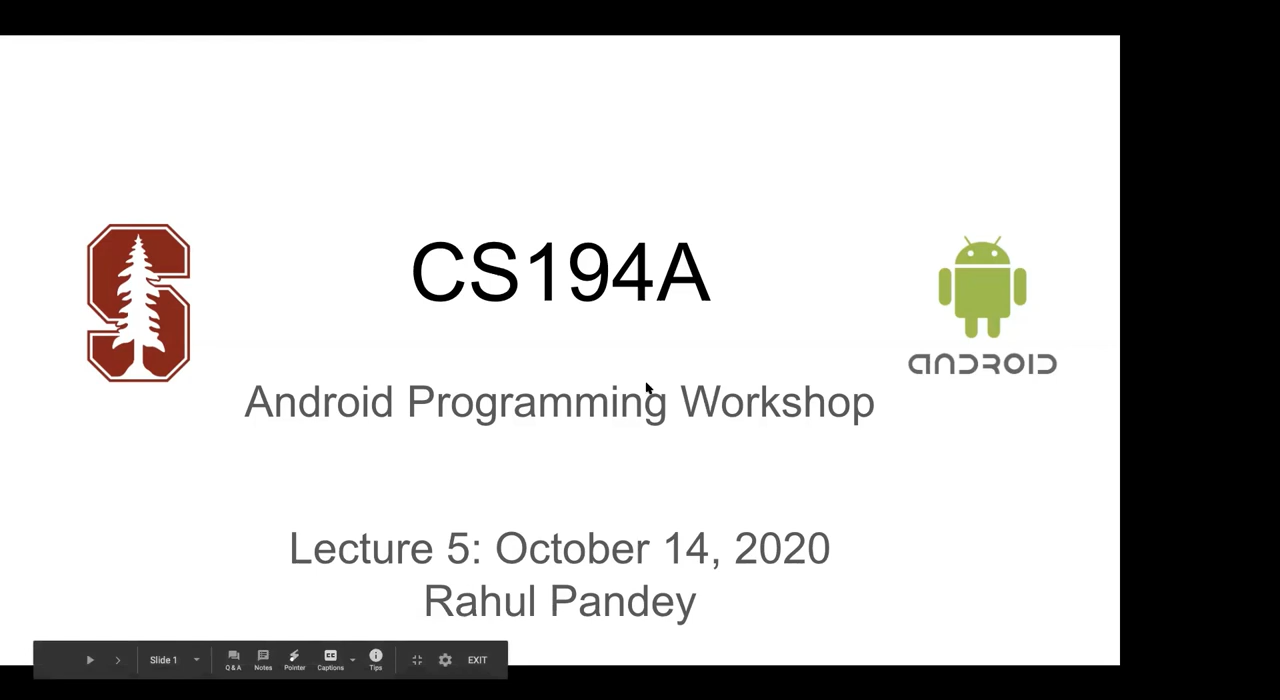 CS194A
ANDROID
Android Programming Workshop
Lecture 5: October 14, 2020
Rahul Pandey
Slide 1
Q & A
Notes
Pointer
Captions
Tips
EXIT